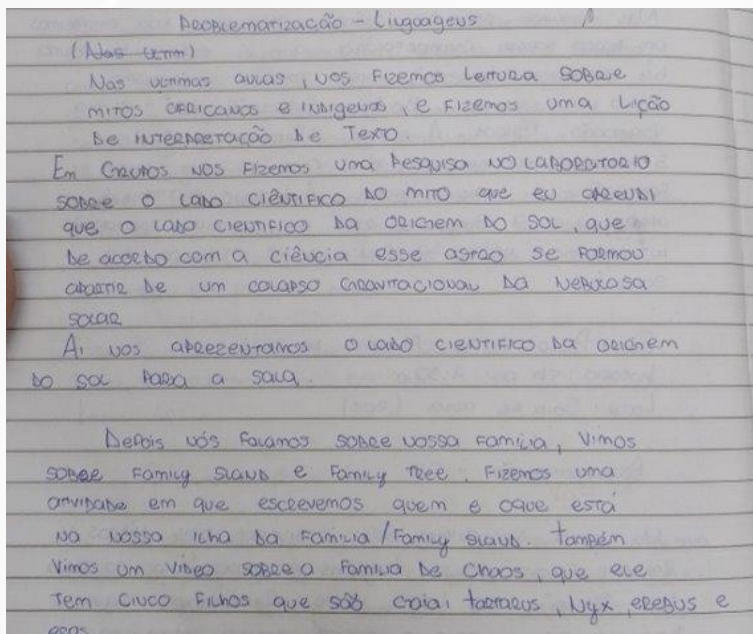 Problematização - Linguagens
(Nas ultm)
Nas ultimas aulas, nós fizemos leitura sobre
mitos africanos e indigenas, e fizemos uma lição
de interpretação de texto.
Em grupos nós fizemos uma pesquisa no laboratorio
sobre o lado ciêntifico do mito que eu aprendi
que o lado cientifico da origem do sol, que
de acordo com a ciência esse astro se formou
apartir de um colapso gravitacional da nebulosa
solar
Ai nós aprezentamos o lado cientifico da origem
do sol para a sala.
Depois nós falamos sobre nossa familia, vimos
sobre family island e family tree. Fizemos uma
atividade em que escrevemos quem e oque está
na nossa ilha da familia/family island. também
vimos um video sobre a familia de Chaos, que ele
tem cinco filhos que são Gaia, tartarus, Nyx, erebus e
eros